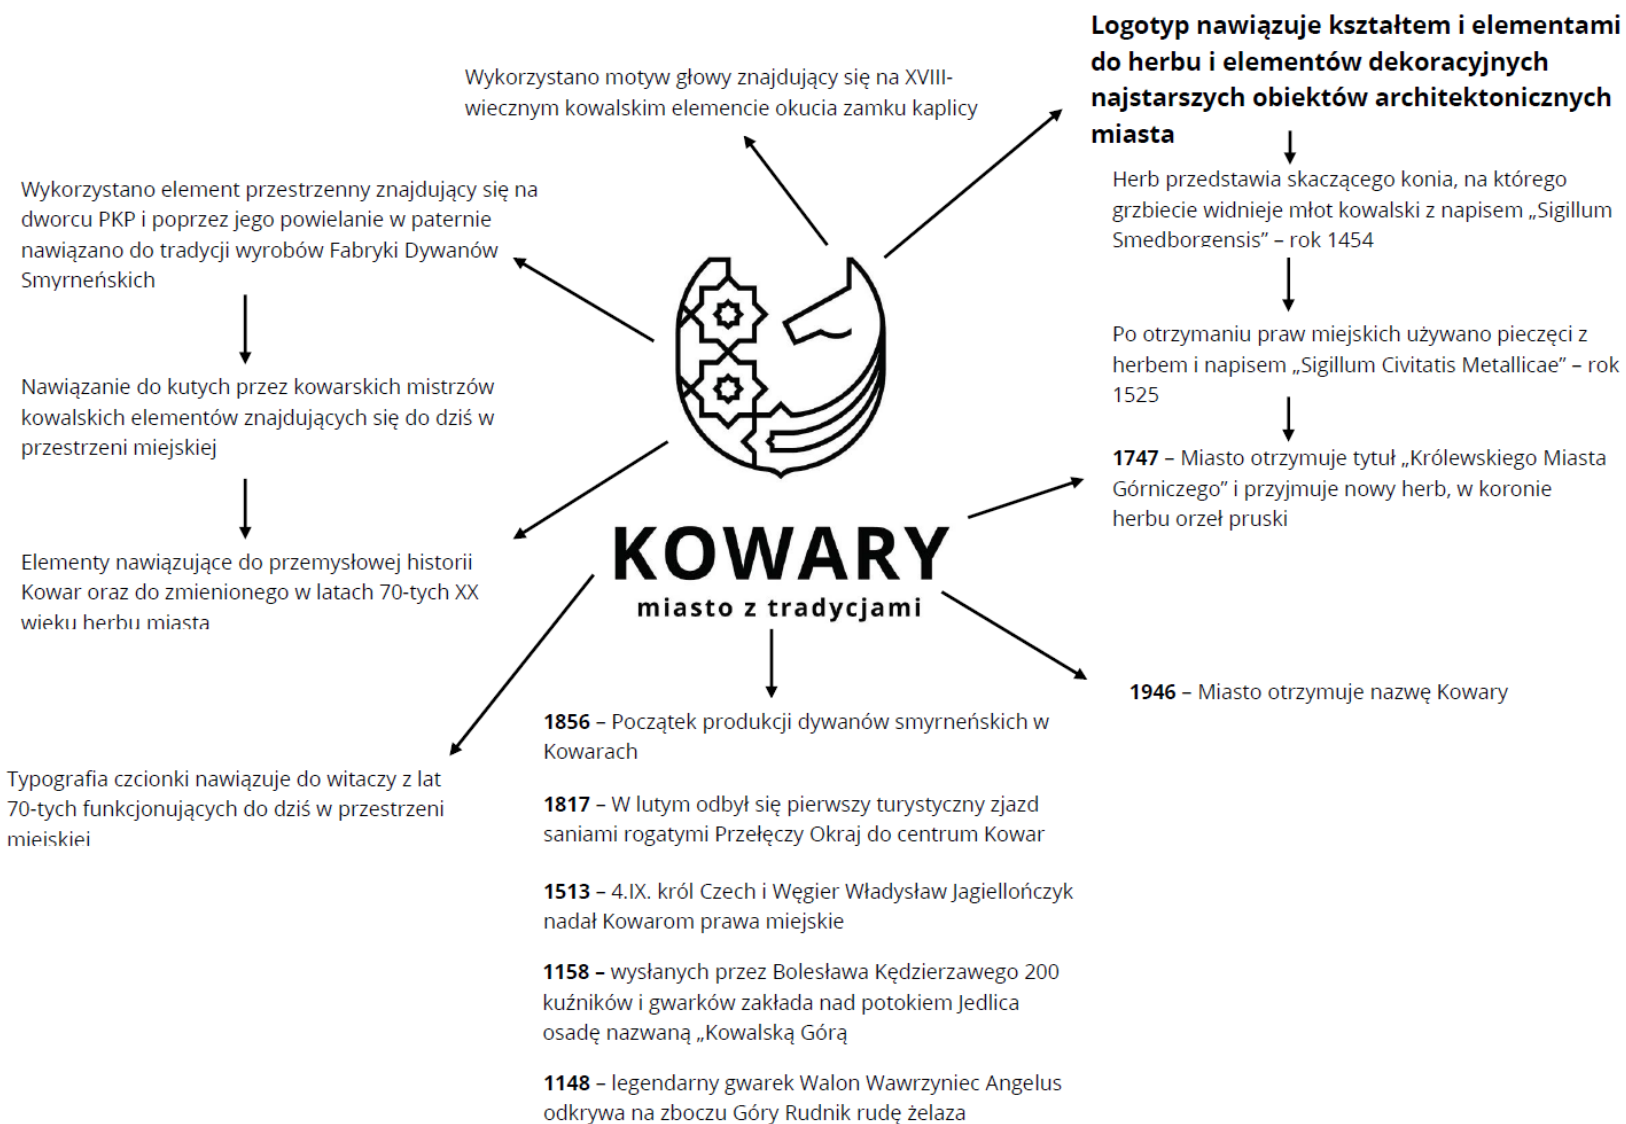 Logotyp nawiązuje kształtem i elementami
do herbu i elementów dekoracyjnych
najstarszych obiektów architektonicznych
miasta
Wykorzystano motyw głowy znajdujący się na XVIII-
wiecznym kowalskim elemencie okucia zamku kaplicy
Wykorzystano element przestrzenny znajdujący się na
dworcu PKP i poprzez jego powielanie w paternie
nawiązano do tradycji wyrobów Fabryki Dywanów
Smyrneńskich
Nawiązanie do kutych przez kowarskich mistrzów
kowalskich elementów znajdujących się do dziś w
przestrzeni miejskiej
Elementy nawiązujące do przemysłowej historii
Kowar oraz do zmienionego w latach 70-tych XX
wieku herbu miasta
Typografia czcionki nawiązuje do witaczy z lat
70-tych funkcjonujących do dziś w przestrzeni
miejskiej
Herb przedstawia skaczącego konia, na którego
grzbiecie widnieje młot kowalski z napisem „Sigillum
Smedborgensis” – rok 1454
Po otrzymaniu praw miejskich używano pieczęci z
herbem i napisem „Sigillum Civitatis Metallicae” – rok
1525
1747 – Miasto otrzymuje tytuł „Królewskiego Miasta
Górniczego” i przyjmuje nowy herb, w koronie
herbu orzeł pruski
KOWARY
miasto z tradycjami
1946 – Miasto otrzymuje nazwę Kowary
1856 – Początek produkcji dywanów smyrneńskich w
Kowarach
1817 – W lutym odbył się pierwszy turystyczny zjazd
saniami rogatymi Przełęczy Okraj do centrum Kowar
1513 – 4.IX. król Czech i Węgier Władysław Jagiellończyk
nadał Kowarom prawa miejskie
1158 – wysłanych przez Bolesława Kędzierzawego 200
kuźników i gwarków zakłada nad potokiem Jedlica
osadę nazwaną „Kowalską Górą
1148 – legendarny gwarek Walon Wawrzyniec Angelus
odkrywa na zboczu Góry Rudnik rudę żelaza